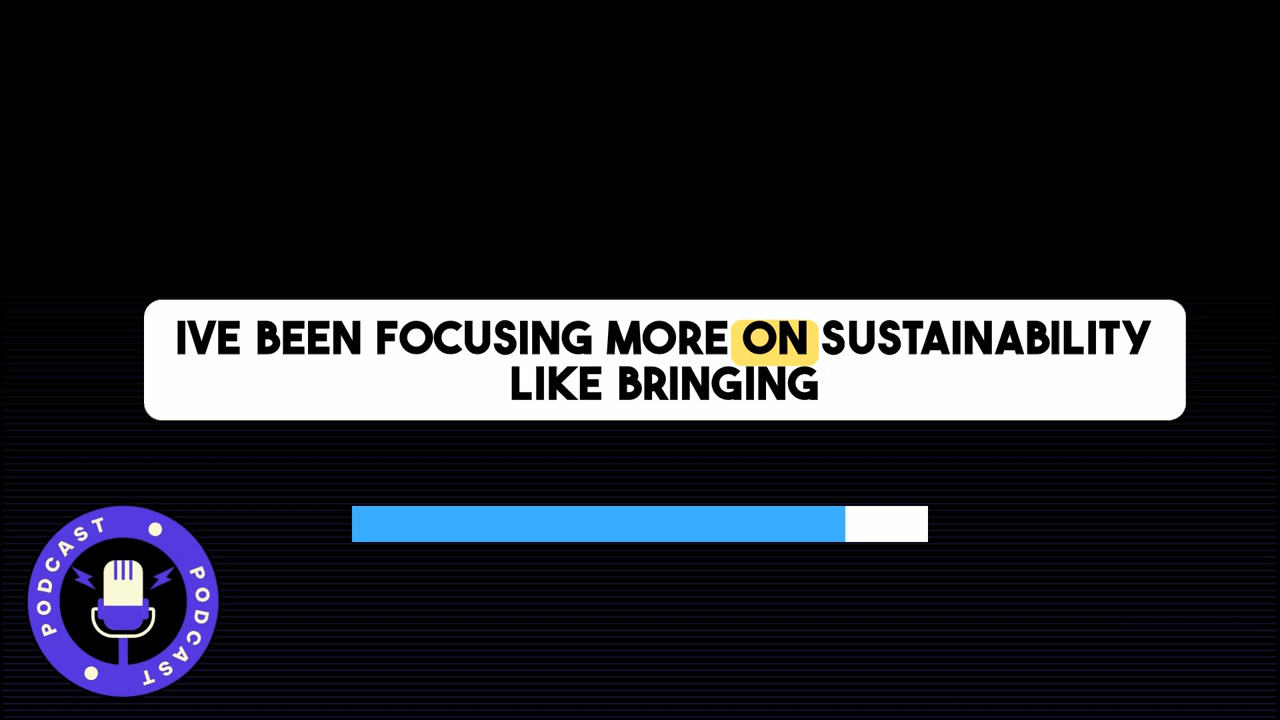 IVE BEEN FOCUSING MORE ON SUSTAINABILITY
LIKE BRINGING
PODCAST
PODCAST